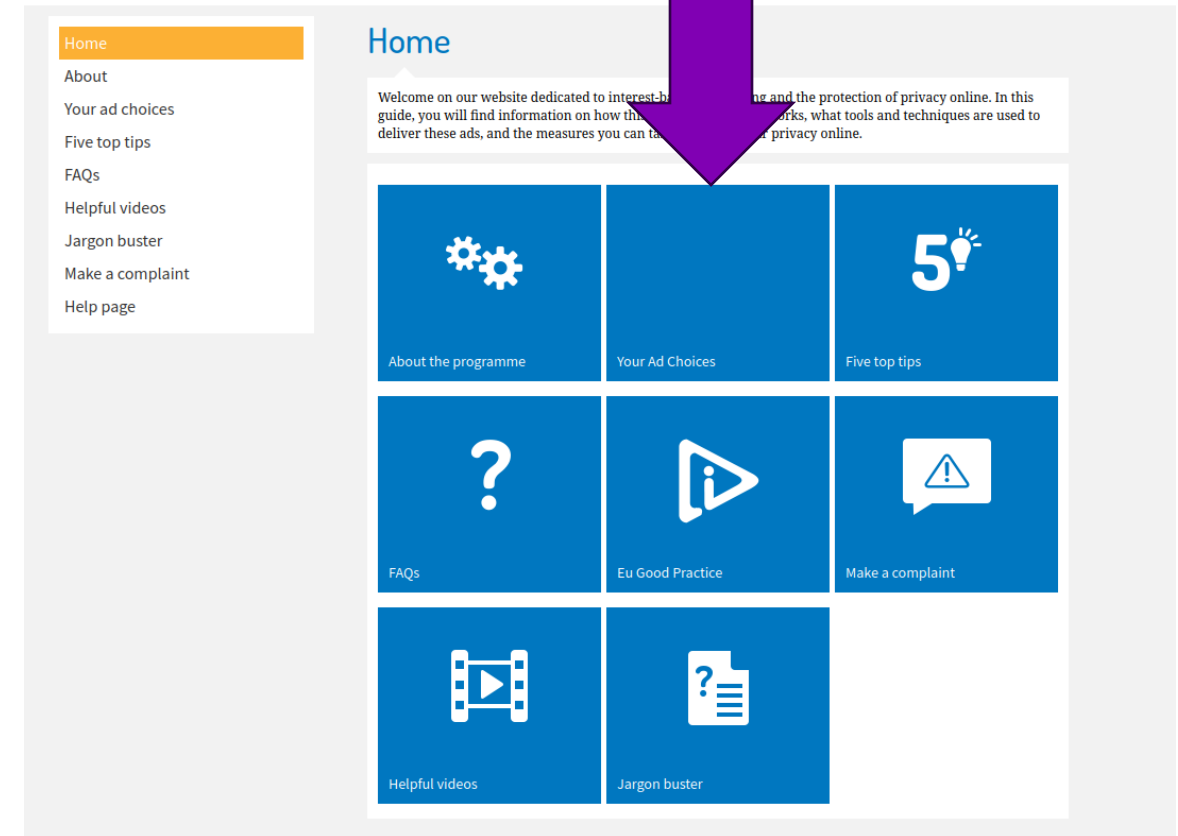 Home
About
Your ad choices
Five top tips
FAQs
Helpful videos
Jargon buster
Make a complaint
Help page
Home
Welcome on our website dedicated to and the protection of privacy online. In this
guide, you will find information on how what tools and techniques are used to
deliver these ads, and the measures you can privacy online.
5
About the programme
Your Ad Choices
Five top tips
?
i
!
FAQs
Eu Good Practice
Make a complaint
?
Helpful videos
Jargon buster